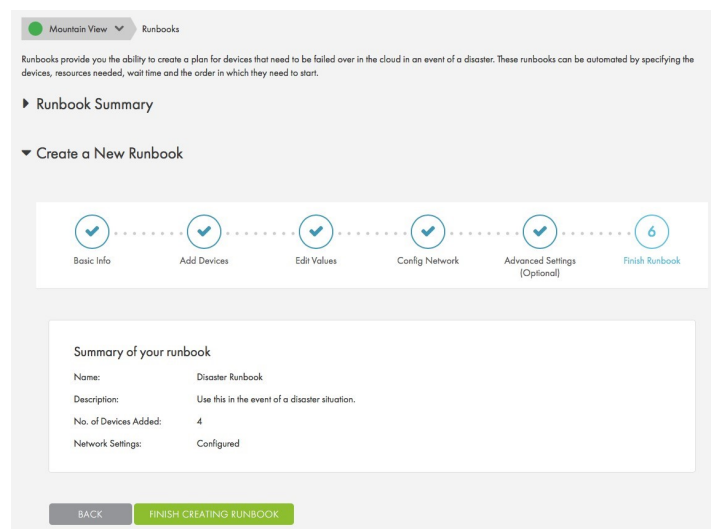 Mountain View Runbooks
Runbooks provide you the ability to create a plan for devices that need to be failed over in the cloud in an event of a disaster. These runbooks can be automated by specifying the
devices, resources needed, wait time and the order in which they need to start.
Runbook Summary
Create a New Runbook
6
Basic Info Add Devices Edit Values Config Network Advanced Settings Finish Runbook
(Optional)
Summary of your runbook
Name: Disaster Runbook
Description: Use this in the event of a disaster situation.
No. of Devices Added: 4
Network Settings: Configured
BACK FINISH CREATING RUNBOOK